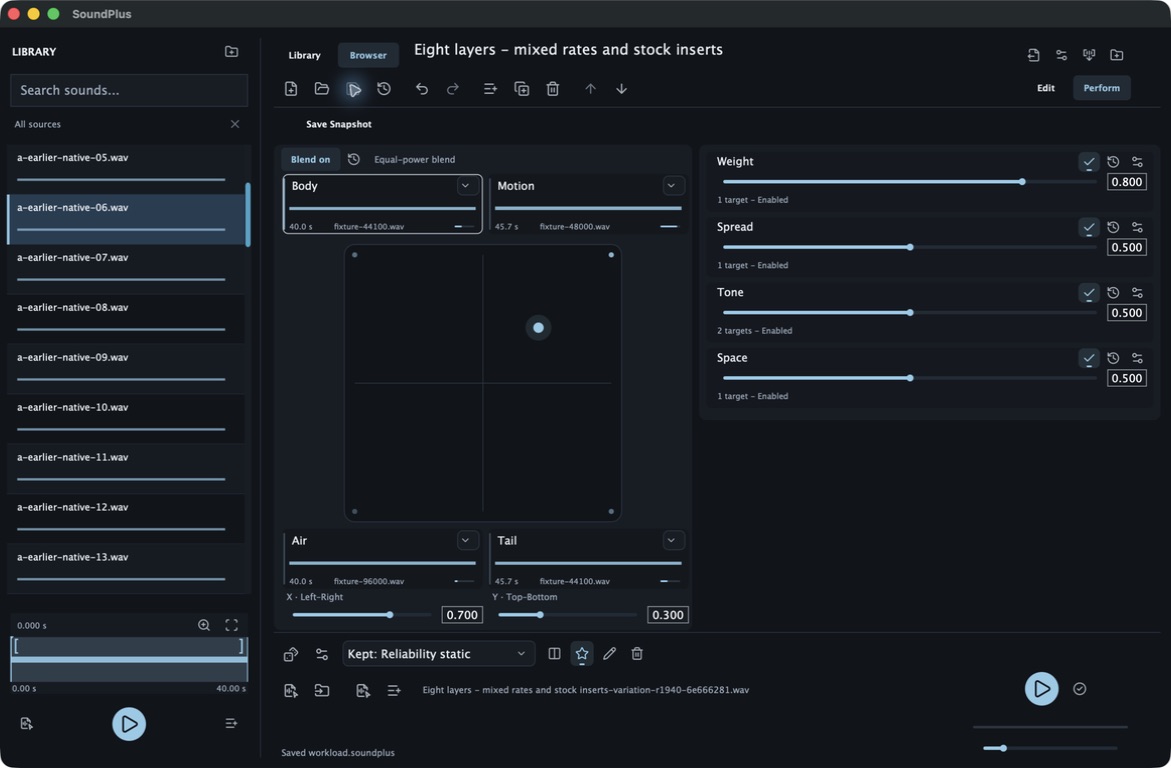 SoundPlus
LIBRARY
Search sounds...
All sources
a-earlier-native-05.wav
a-earlier-native-06.wav
a-earlier-native-07.wav
a-earlier-native-08.wav
a-earlier-native-09.wav
a-earlier-native-10.wav
a-earlier-native-11.wav
a-earlier-native-12.wav
a-earlier-native-13.wav
0.000 s
0.00 s 40.00 s
Library Browser Eight layers – mixed rates and stock inserts
Edit Perform
Save Snapshot
Blend on Equal-power blend
Body
40.0 s fixture-44100.wav
Motion
45.7 s fixture-48000.wav
Air
40.0 s fixture-96000.wav
Tail
45.7 s fixture-44100.wav
X · Left-Right
0.700
Y · Top-Bottom
0.300
Weight
0.800
1 target – Enabled
Spread
0.500
1 target – Enabled
Tone
0.500
2 targets – Enabled
Space
0.500
1 target – Enabled
Kept: Reliability static
Eight layers – mixed rates and stock inserts-variation-r1940-6e666281.wav
Saved workload.soundplus